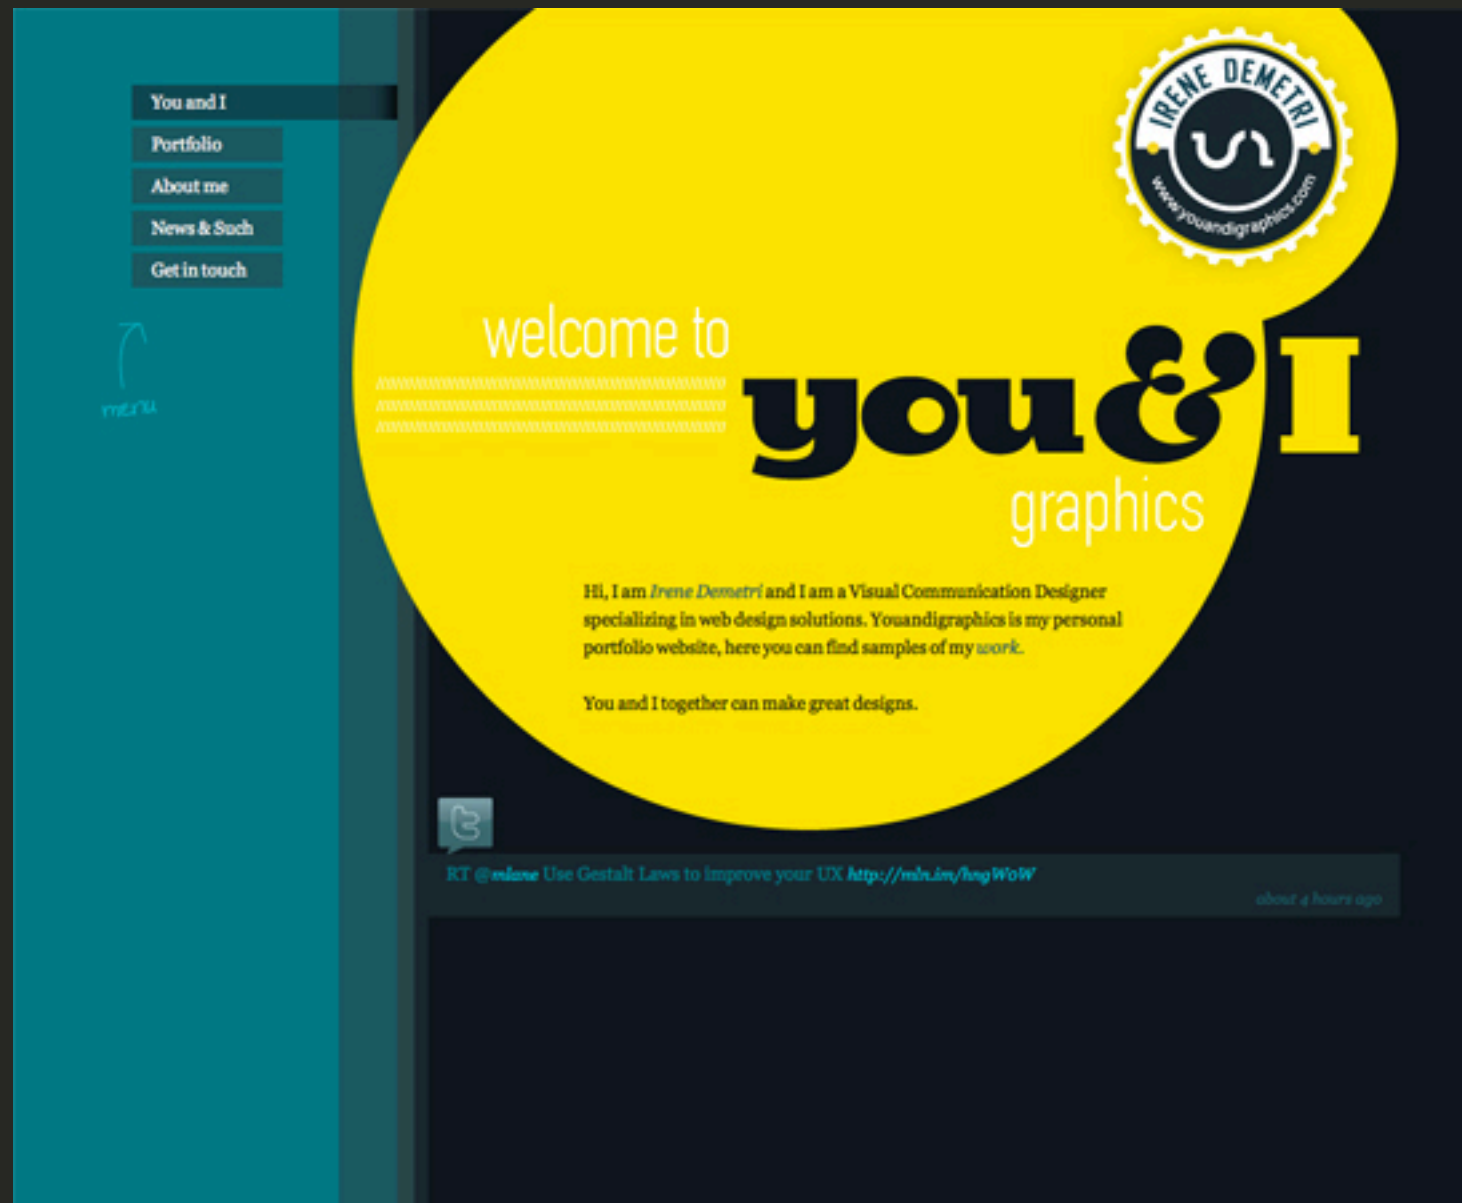 You and I
Portfolio
About me
News & Such
Get in touch
menu
IRENE DEMETRI
www.youandigraphics.com
welcome to
you & I
graphics
Hi, I am Irene Demetri and I am a Visual Communication Designer
specializing in web design solutions. Youandigraphics is my personal
portfolio website, here you can find samples of my work.
You and I together can make great designs.
RT @mlane Use Gestalt Laws to improve your UX http://mln.im/hngWoW
about 4 hours ago